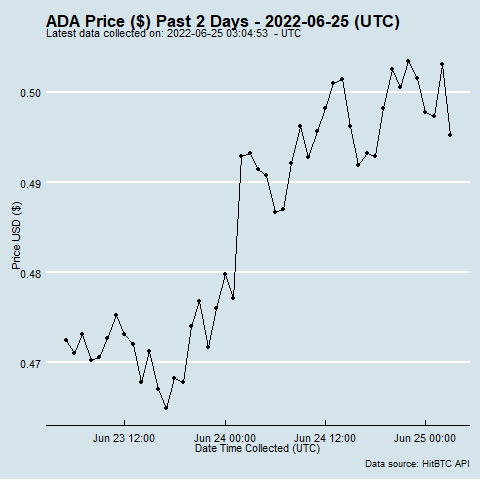 ADA Price ($) Past 2 Days - 2022-06-25 (UTC)
Latest data collected on: 2022-06-25 03:04:53  - UTC
0.50
0.49
0.48
0.47
Price USD ($)
Jun 23 12:00 Jun 24 00:00 Jun 24 12:00 Jun 25 00:00
Date Time Collected (UTC)
Data source: HitBTC API